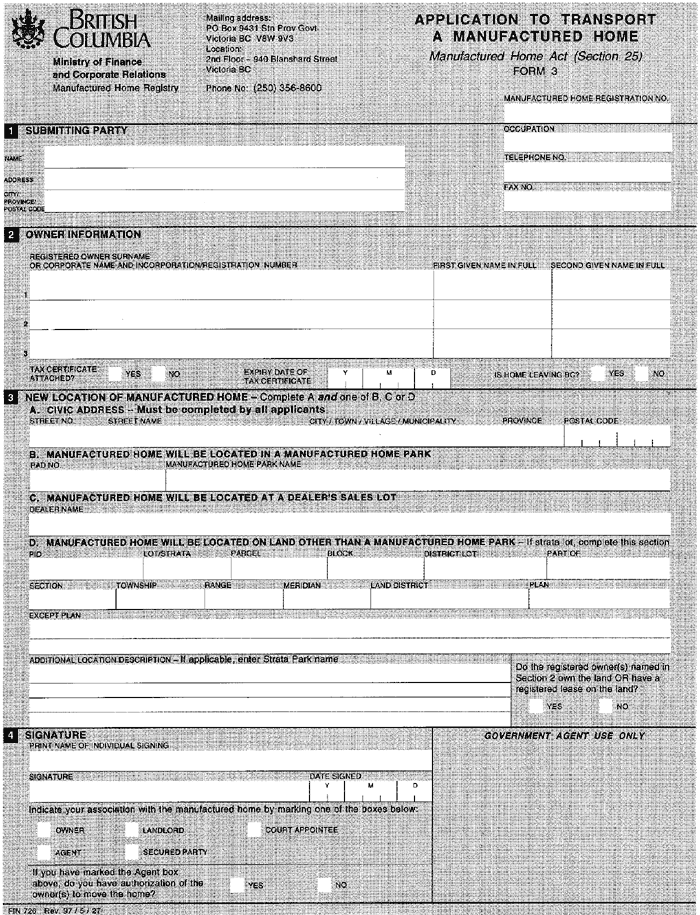 BRITISH
COLUMBIA
Ministry of Finance
and Corporate Relations
Manufactured Home Registry
Mailing address:
PO Box 9431 Stn Prov Govt.
Victoria BC V8W 9V3
Location:
2nd Floor – 940 Blanshard Street
Victoria BC
Phone No: (250) 356-8600
APPLICATION TO TRANSPORT
A MANUFACTURED HOME
Manufactured Home Act (Section 25)
FORM 3
MANUFACTURED HOME REGISTRATION NO.
1 SUBMITTING PARTY
OCCUPATION
NAME
TELEPHONE NO.
ADDRESS
CITY/
PROVINCE/
POSTAL CODE
FAX NO.
2 OWNER INFORMATION
REGISTERED OWNER SURNAME
OR CORPORATE NAME AND INCORPORATION/REGISTRATION NUMBER FIRST GIVEN NAME IN FULL SECOND GIVEN NAME IN FULL
1
2
3
TAX CERTIFICATE
ATTACHED? YES NO
EXPIRY DATE OF
TAX CERTIFICATE Y M D
IS HOME LEAVING BC? YES NO
3 NEW LOCATION OF MANUFACTURED HOME – Complete A and one of B, C or D
A. CIVIC ADDRESS – Must be completed by all applicants
STREET NO. STREET NAME CITY / TOWN / VILLAGE / MUNICIPALITY PROVINCE POSTAL CODE
B. MANUFACTURED HOME WILL BE LOCATED IN A MANUFACTURED HOME PARK
PAD NO. MANUFACTURED HOME PARK NAME
C. MANUFACTURED HOME WILL BE LOCATED AT A DEALER'S SALES LOT
DEALER NAME
D. MANUFACTURED HOME WILL BE LOCATED ON LAND OTHER THAN A MANUFACTURED HOME PARK – If strata lot, complete this section
PID LOT/STRATA PARCEL BLOCK DISTRICT LOT PART OF
SECTION TOWNSHIP RANGE MERIDIAN LAND DISTRICT PLAN
EXCEPT PLAN
ADDITIONAL LOCATION DESCRIPTION – If applicable, enter Strata Park name
Do the registered owner(s) named in
Section 2 own the land OR have a
registered lease on the land?
YES NO
4 SIGNATURE
PRINT NAME OF INDIVIDUAL SIGNING
GOVERNMENT AGENT USE ONLY
SIGNATURE DATE SIGNED
Y M D
Indicate your association with the manufactured home by marking one of the boxes below:
OWNER LANDLORD COURT APPOINTEE
AGENT SECURED PARTY
If you have marked the Agent box
above, do you have authorization of the
owner(s) to move the home? YES NO
FIN 726 Rev. 97 / 5 / 27